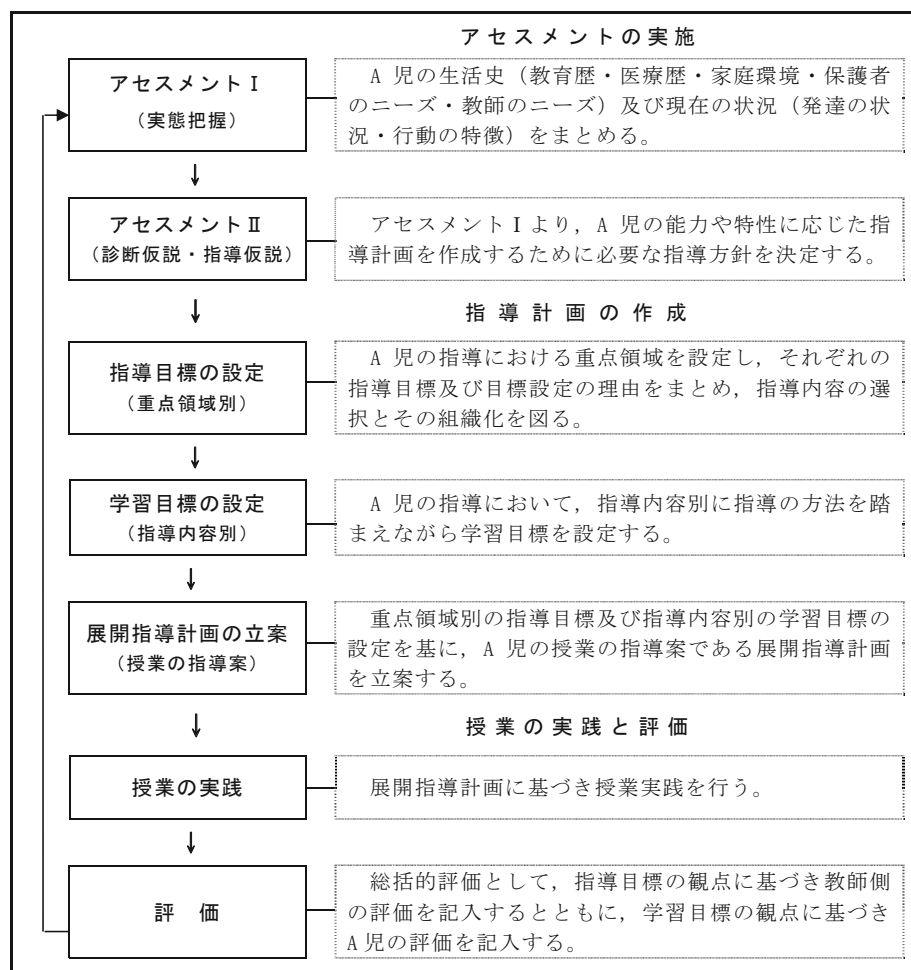 アセスメントの実施
アセスメントⅠ
（実態把握）
A 児の生活史（教育歴・医療歴・家庭環境・保護者
のニーズ・教師のニーズ）及び現在の状況（発達の状
況・行動の特徴）をまとめる。
↓
アセスメントⅡ
（診断仮説・指導仮説）
アセスメントⅠより，A 児の能力や特性に応じた指
導計画を作成するために必要な指導方針を決定する。
↓
指導計画の作成
指導目標の設定
（重点領域別）
A 児の指導における重点領域を設定し，それぞれの
指導目標及び目標設定の理由をまとめ，指導内容の選
択とその組織化を図る。
↓
学習目標の設定
（指導内容別）
A 児の指導において，指導内容別に指導の方法を踏
まえながら学習目標を設定する。
↓
展開指導計画の立案
（授業の指導案）
重点領域別の指導目標及び指導内容別の学習目標の
設定を基に，A 児の授業の指導案である展開指導計画
を立案する。
↓
授業の実践と評価
授業の実践
展開指導計画に基づき授業実践を行う。
↓
評　価
総括的評価として，指導目標の観点に基づき教師側
の評価を記入するとともに，学習目標の観点に基づき
A 児の評価を記入する。